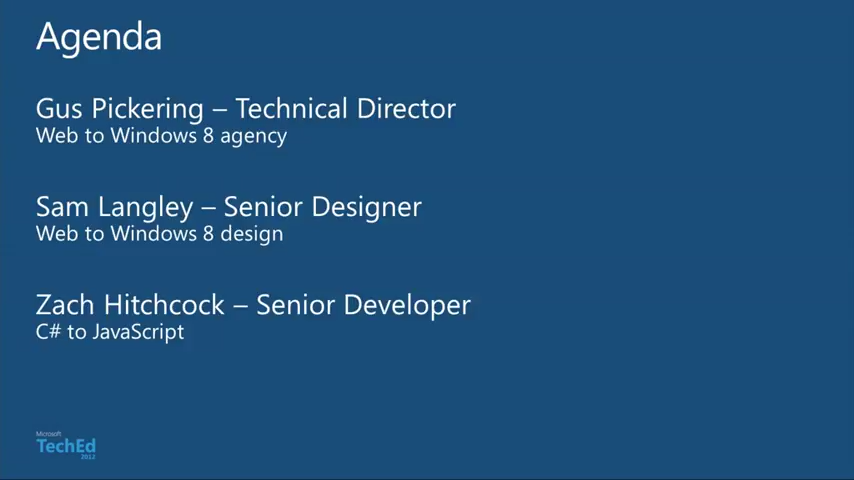 Agenda
Gus Pickering – Technical Director
Web to Windows 8 agency
Sam Langley – Senior Designer
Web to Windows 8 design
Zach Hitchcock – Senior Developer
C# to JavaScript
Microsoft
TechEd
2012